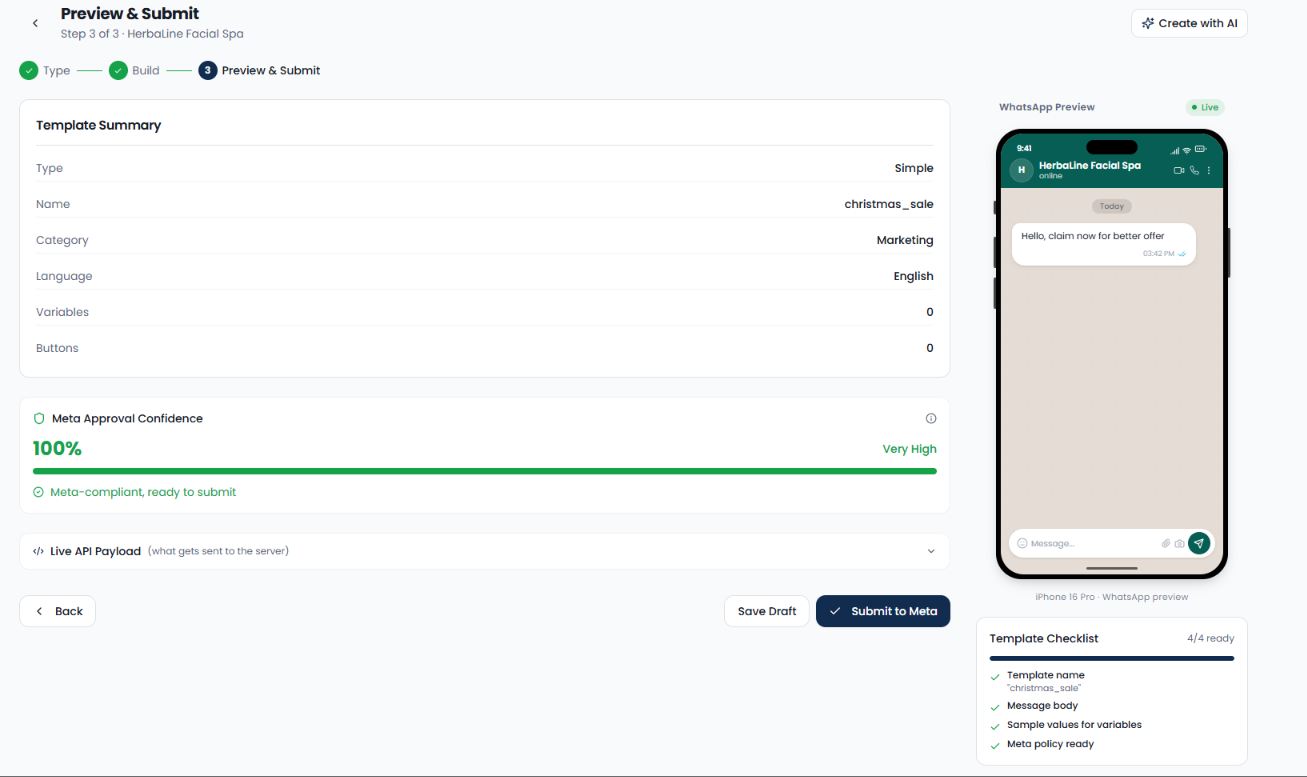 Preview & Submit
Step 3 of 3 · HerbaLine Facial Spa
Create with AI
Type
Build
3 Preview & Submit
Template Summary
Type Simple
Name christmas_sale
Category Marketing
Language English
Variables 0
Buttons 0
Meta Approval Confidence
100% Very High
Meta-compliant, ready to submit
</> Live API Payload (what gets sent to the server)
Back
Save Draft
Submit to Meta
WhatsApp Preview
Live
9:41
H
HerbaLine Facial Spa
online
Today
Hello, claim now for better offer
03:42 PM
Message...
iPhone 16 Pro · WhatsApp preview
Template Checklist 4/4 ready
Template name
"christmas_sale"
Message body
Sample values for variables
Meta policy ready